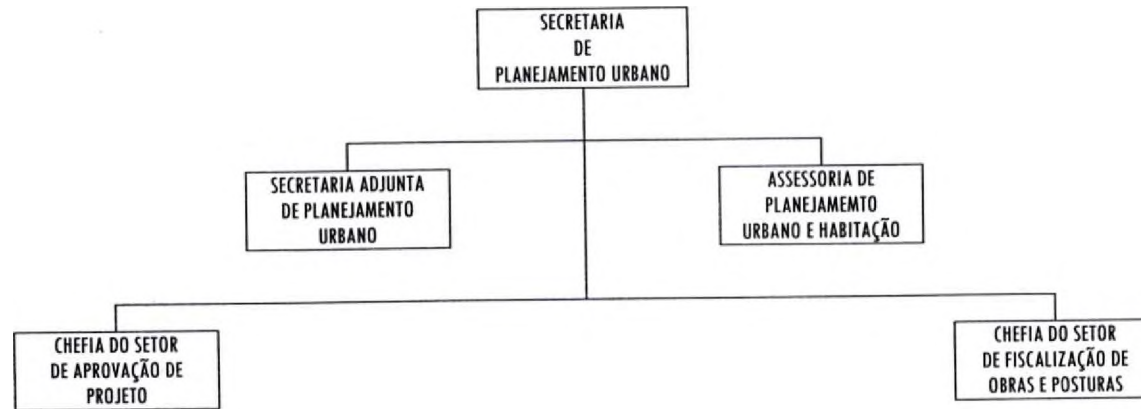 SECRETARIA
DE
PLANEJAMENTO URBANO
SECRETARIA ADJUNTA
DE PLANEJAMENTO
URBANO
ASSESSORIA DE
PLANEJAMEMTO
URBANO E HABITAÇÃO
CHEFIA DO SETOR
DE APROVAÇÃO DE
PROJETO
CHEFIA DO SETOR
DE FISCALIZAÇÃO DE
OBRAS E POSTURAS